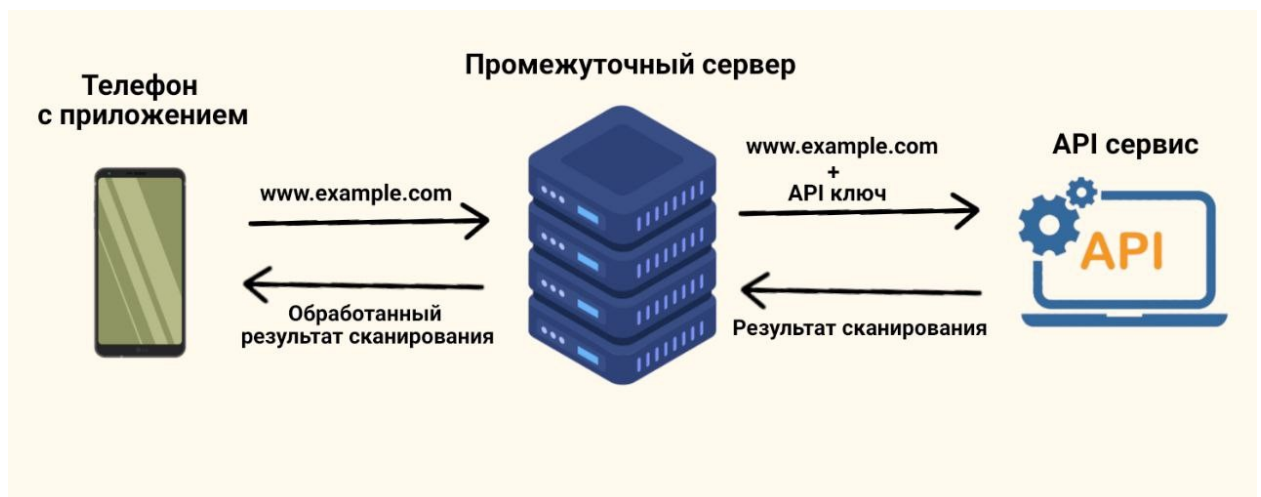 Промежуточный сервер
Телефон
с приложением
www.example.com
Обработанный
результат сканирования
www.example.com
+
API ключ
Результат сканирования
API сервис
API